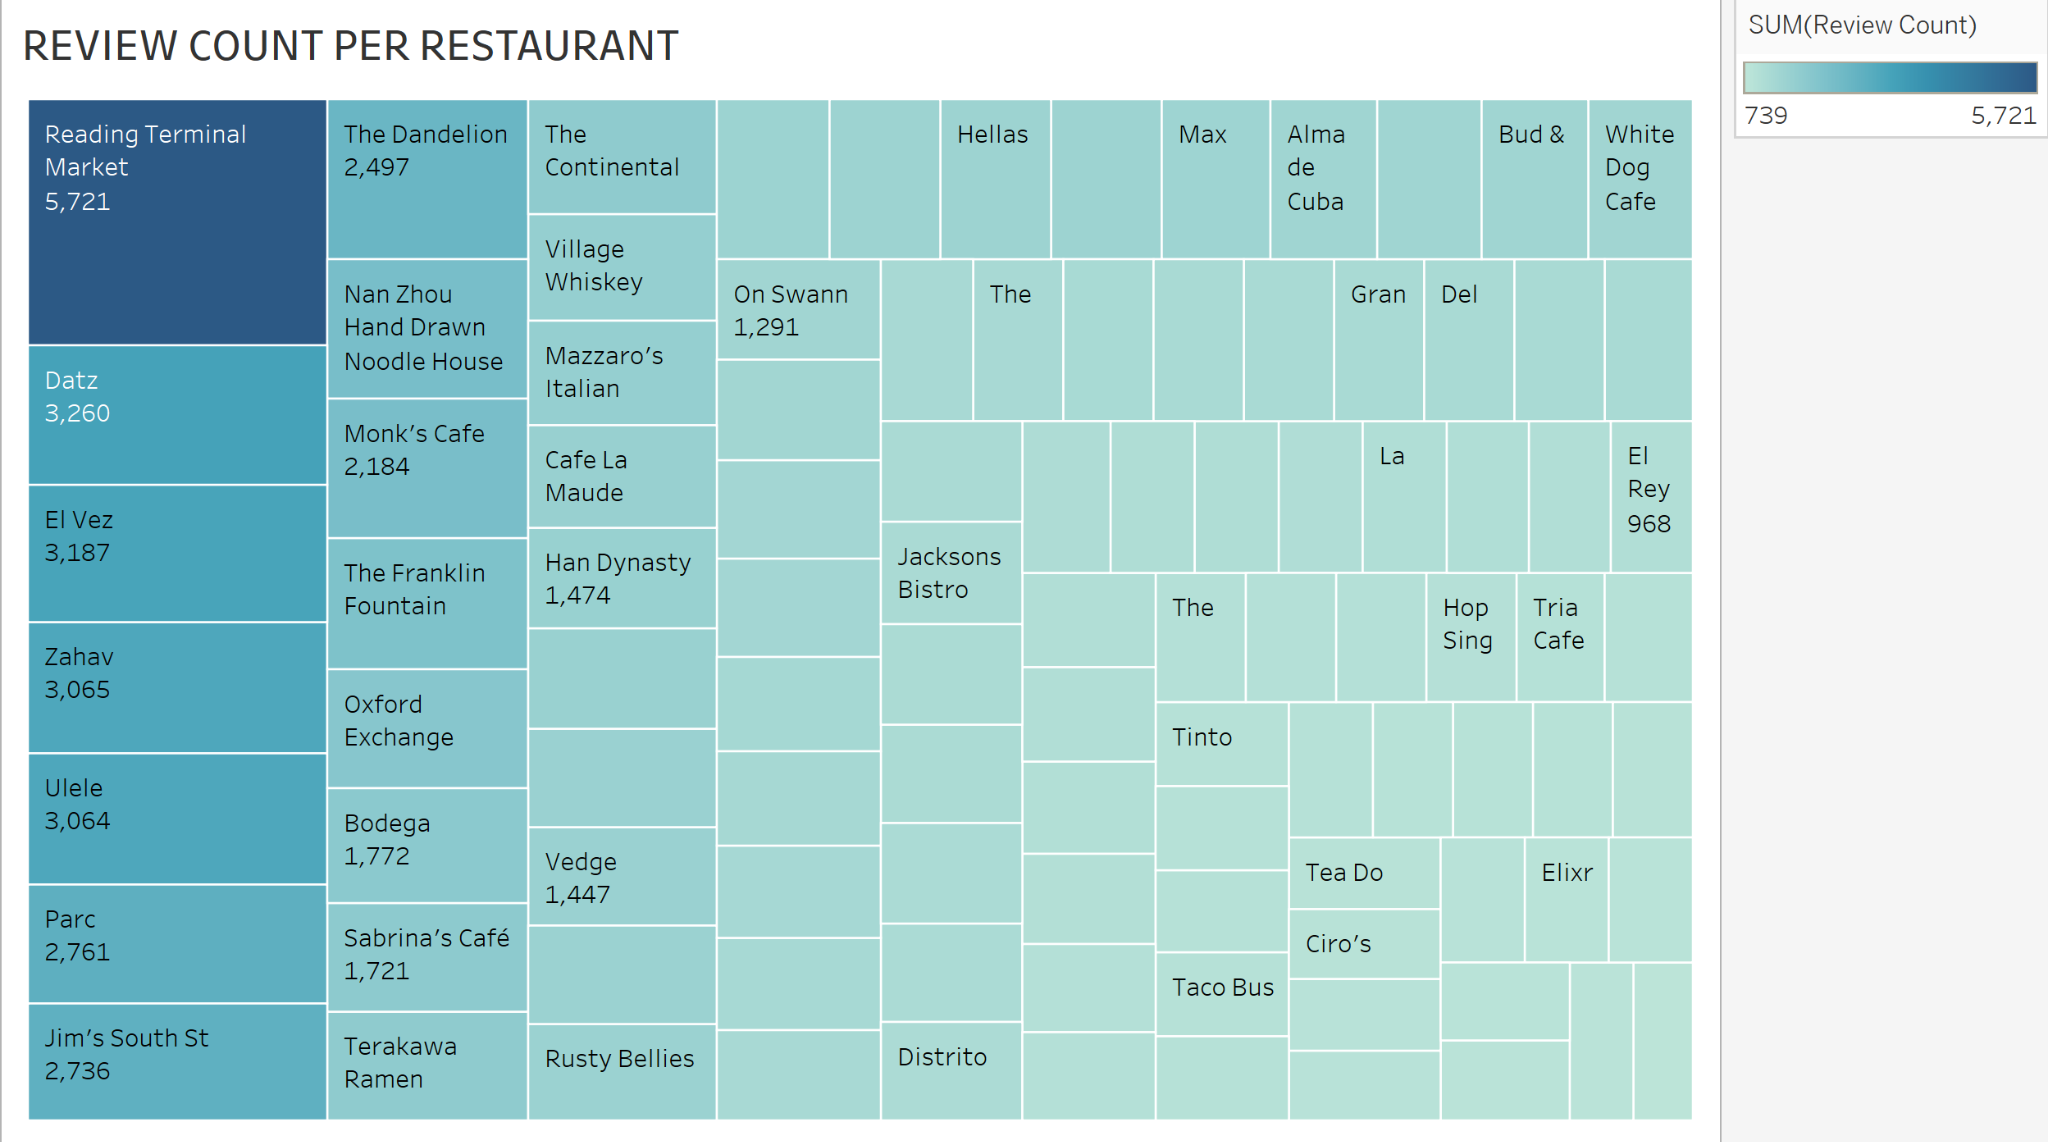 REVIEW COUNT PER RESTAURANT
SUM(Review Count)
739
5,721
Reading Terminal
Market
5,721
Datz
3,260
El Vez
3,187
Zahav
3,065
Ulele
3,064
Parc
2,761
Jim's South St
2,736
The Dandelion
2,497
Nan Zhou
Hand Drawn
Noodle House
Monk's Cafe
2,184
The Franklin
Fountain
Oxford
Exchange
Bodega
1,772
Sabrina's Café
1,721
Terakawa
Ramen
The
Continental
Village
Whiskey
Mazzaro's
Italian
Cafe La
Maude
Han Dynasty
1,474
Vedge
1,447
Rusty Bellies
Hellas
Max
Alma
de
Cuba
Bud &
White
Dog
Cafe
On Swann
1,291
The
Gran
Del
La
El
Rey
968
Jacksons
Bistro
Distrito
The
Hop
Sing
Tria
Cafe
Tinto
Taco Bus
Tea Do
Ciro's
Elixr